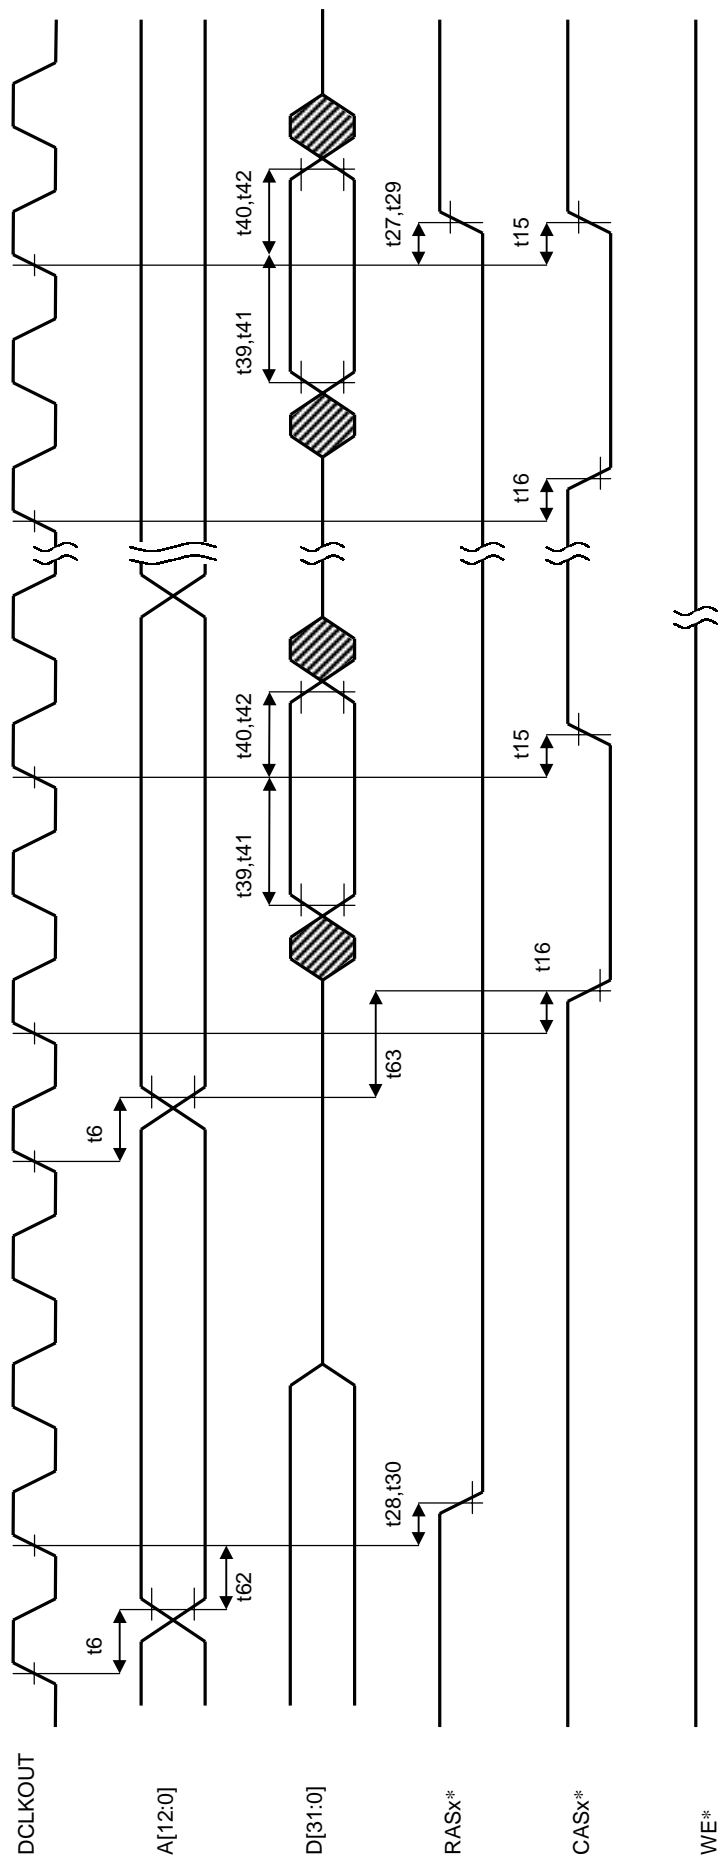 DCLKOUT
t6
t6
A[12:0]
t62
t39,t41
t40,t42
t39,t41
t40,t42
D[31:0]
t28,t30
t63
t27,t29
RASx*
t16
t15
t16
t15
CASx*
WE*